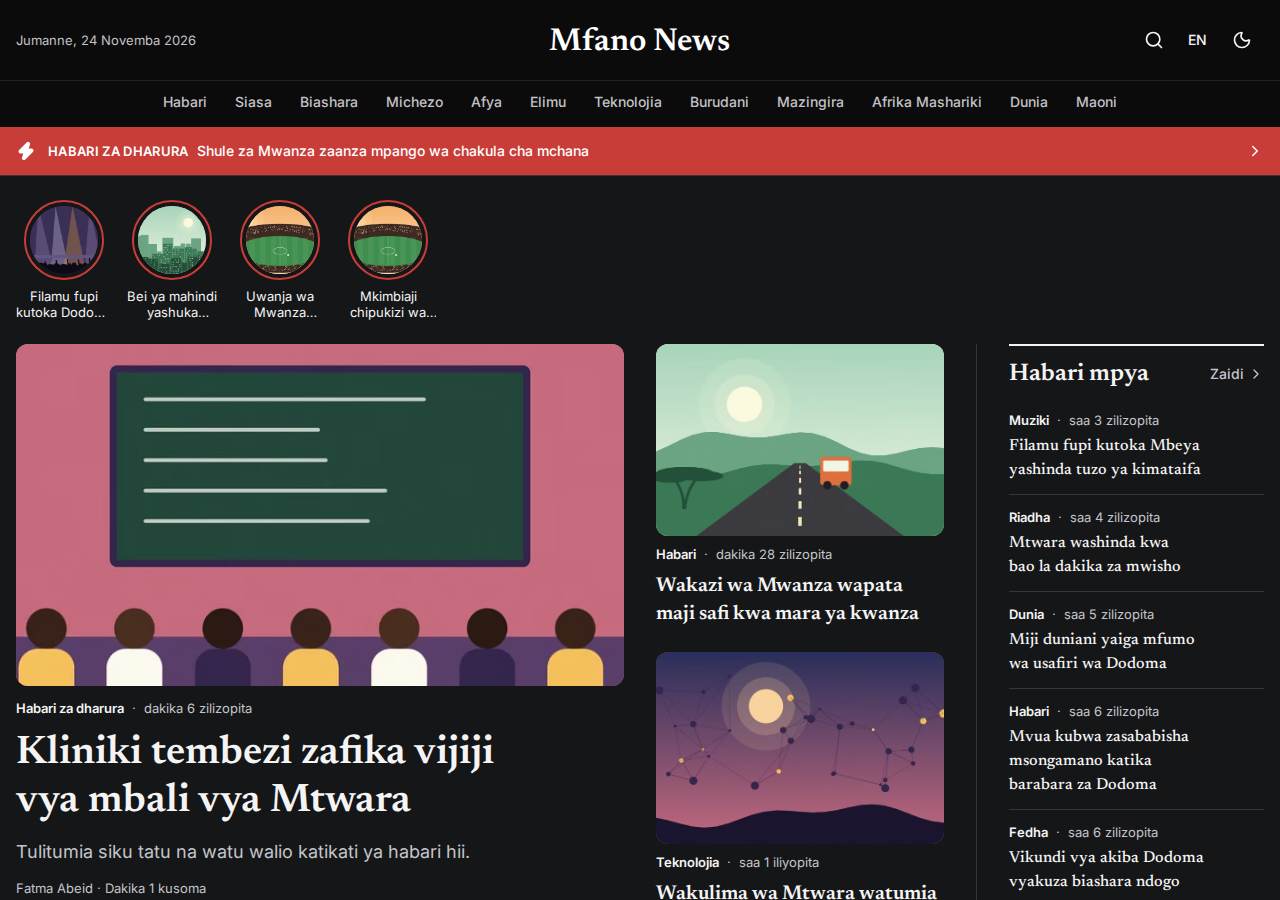 Jumanne, 24 Novemba 2026
Mfano News
EN
Habari Siasa Biashara Michezo Afya Elimu Teknolojia Burudani Mazingira Afrika Mashariki Dunia Maoni
HABARI ZA DHARURA Shule za Mwanza zaanza mpango wa chakula cha mchana
Filamu fupi
kutoka Dodo...
Bei ya mahindi
yashuka...
Uwanja wa
Mwanza...
Mkimbiaji
chipukizi wa...
Habari za dharura · dakika 6 zilizopita
Kliniki tembezi zafika vijiji
vya mbali vya Mtwara
Tulitumia siku tatu na watu walio katikati ya habari hii.
Fatma Abeid · Dakika 1 kusoma
Habari · dakika 28 zilizopita
Wakazi wa Mwanza wapata
maji safi kwa mara ya kwanza
Teknolojia · saa 1 iliyopita
Wakulima wa Mtwara watumia
Habari mpya
Zaidi
Muziki · saa 3 zilizopita
Filamu fupi kutoka Mbeya
yashinda tuzo ya kimataifa
Riadha · saa 4 zilizopita
Mtwara washinda kwa
bao la dakika za mwisho
Dunia · saa 5 zilizopita
Miji duniani yaiga mfumo
wa usafiri wa Dodoma
Habari · saa 6 zilizopita
Mvua kubwa zasababisha
msongamano katika
barabara za Dodoma
Fedha · saa 6 zilizopita
Vikundi vya akiba Dodoma
vyakuza biashara ndogo